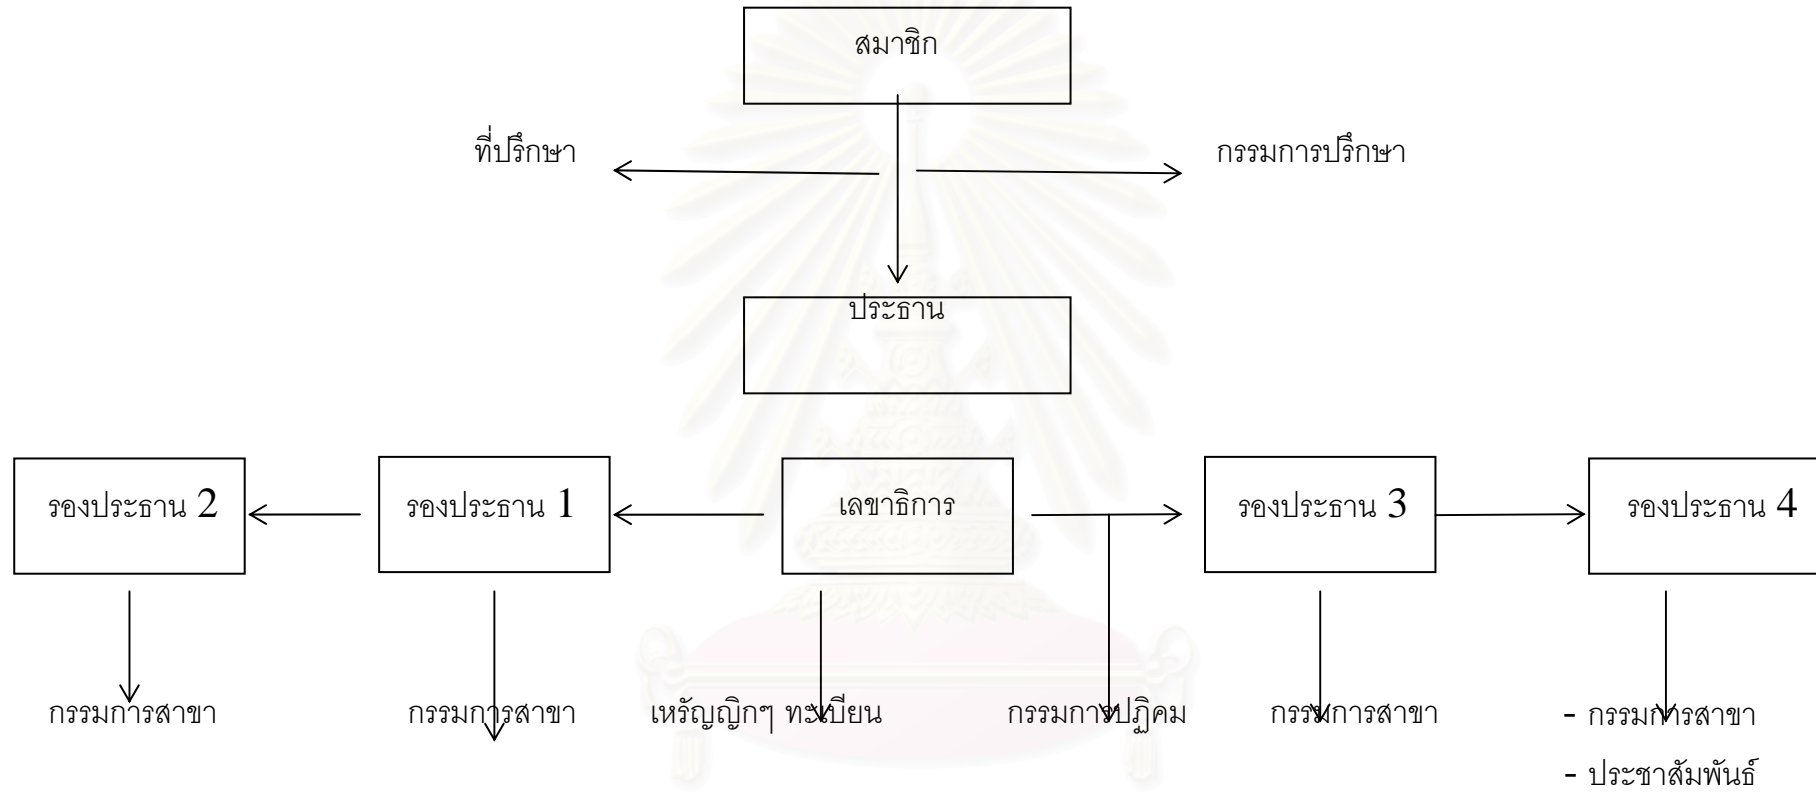 สมาชิก
ที่ปรึกษา
กรรมการปรึกษา
ประธาน
รองประธาน 2
รองประธาน 1
เลขาธิการ
รองประธาน 3
รองประธาน 4
กรรมการสาขา
กรรมการสาขา
เหรัญญิกๆ ทะเบียน
กรรมการปฏิคม
กรรมการสาขา
- กรรมการสาขา
- ประชาสัมพันธ์